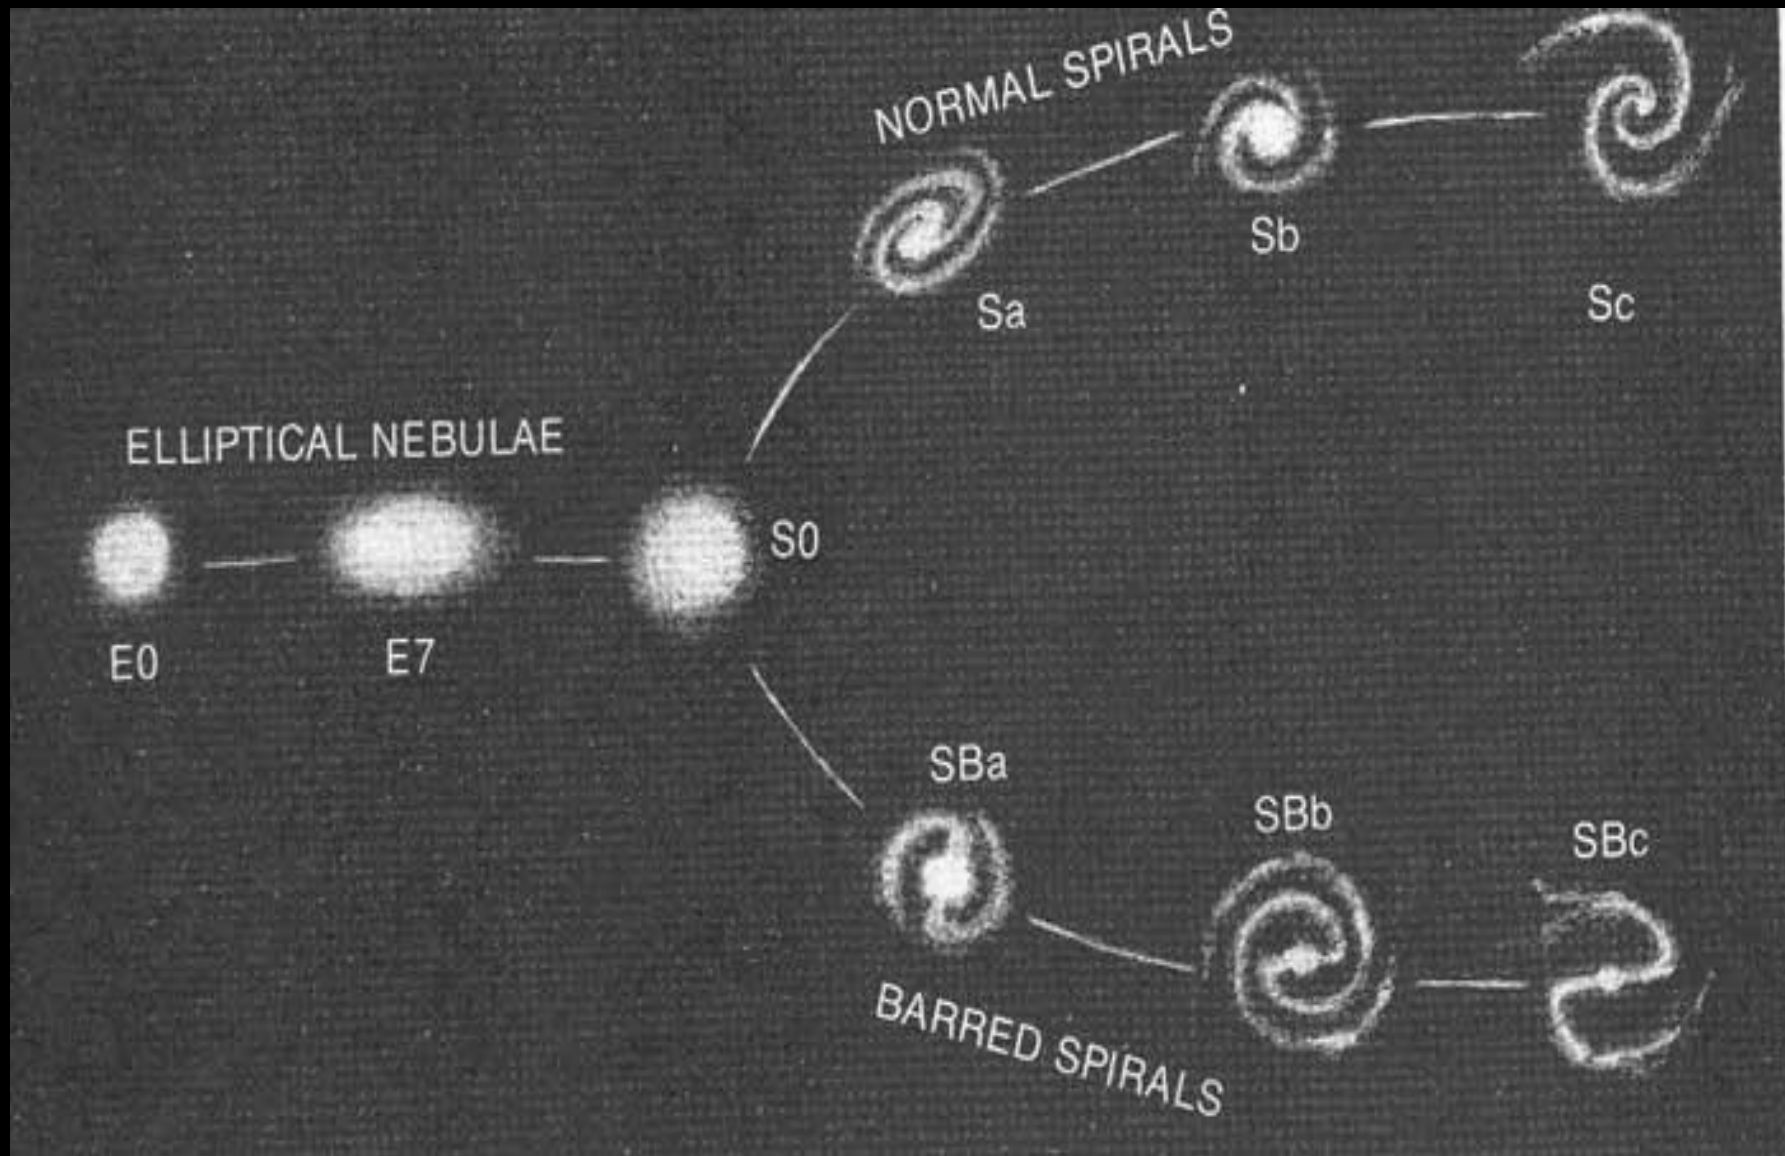 NORMAL SPIRALS
Sa
Sb
Sc
ELLIPTICAL NEBULAE
E0
E7
S0
SBa
SBb
SBc
BARRED SPIRALS